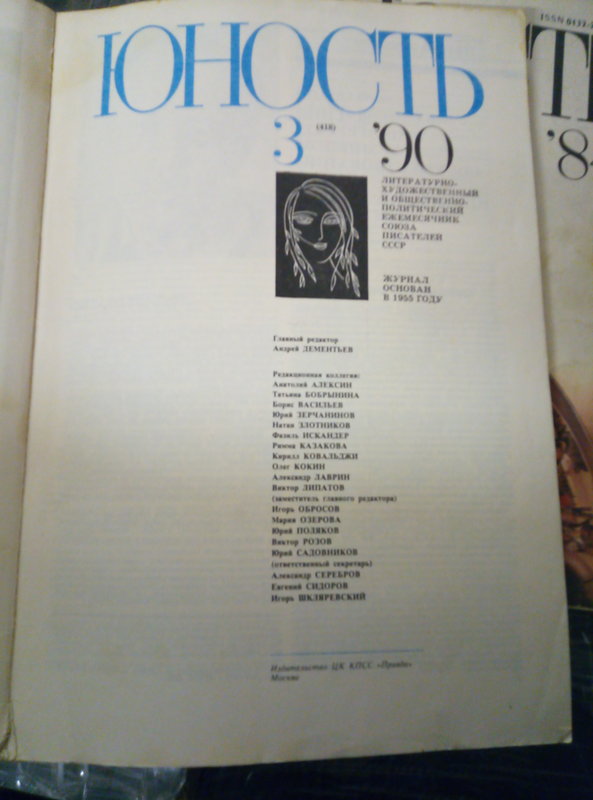 ЮНОСТЬ
3 (418) '90
ЛИТЕРАТУРНО-
ХУДОЖЕСТВЕННЫЙ
И ОБЩЕСТВЕННО-
ПОЛИТИЧЕСКИЙ
ЕЖЕМЕСЯЧНИК
СОЮЗА
ПИСАТЕЛЕЙ
СССР
ЖУРНАЛ
ОСНОВАН
В 1955 ГОДУ
Главный редактор
Андрей ДЕМЕНТЬЕВ
Редакционная коллегия:
Анатолий АЛЕКСИН
Татьяна БОБРЫНИНА
Борис ВАСИЛЬЕВ
Юрий ЗЕРЧАНИНОВ
Натан ЗЛОТНИКОВ
Фазиль ИСКАНДЕР
Римма КАЗАКОВА
Кирилл КОВАЛЬДЖИ
Олег КОКИН
Александр ЛАВРИН
Виктор ЛИПАТОВ
(заместитель главного редактора)
Игорь ОБРОСОВ
Мария ОЗЕРОВА
Юрий ПОЛЯКОВ
Виктор РОЗОВ
Юрий САДОВНИКОВ
(ответственный секретарь)
Александр СЕРЕБРОВ
Евгений СИДОРОВ
Игорь ШКЛЯРЕВСКИЙ
Издательство ЦК КПСС «Правда»
Москва
ISSN 0132-
'8